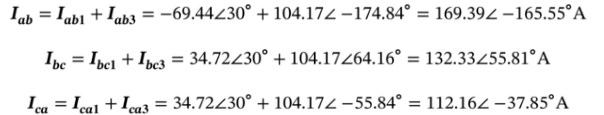 I_ab = I_ab1 + I_ab3 = −69.44∠30° + 104.17∠ −174.84° = 169.39∠ −165.55°A
I_bc = I_bc1 + I_bc3 = 34.72∠30° + 104.17∠64.16° = 132.33∠55.81°A
I_ca = I_ca1 + I_ca3 = 34.72∠30° + 104.17∠ −55.84° = 112.16∠ −37.85°A